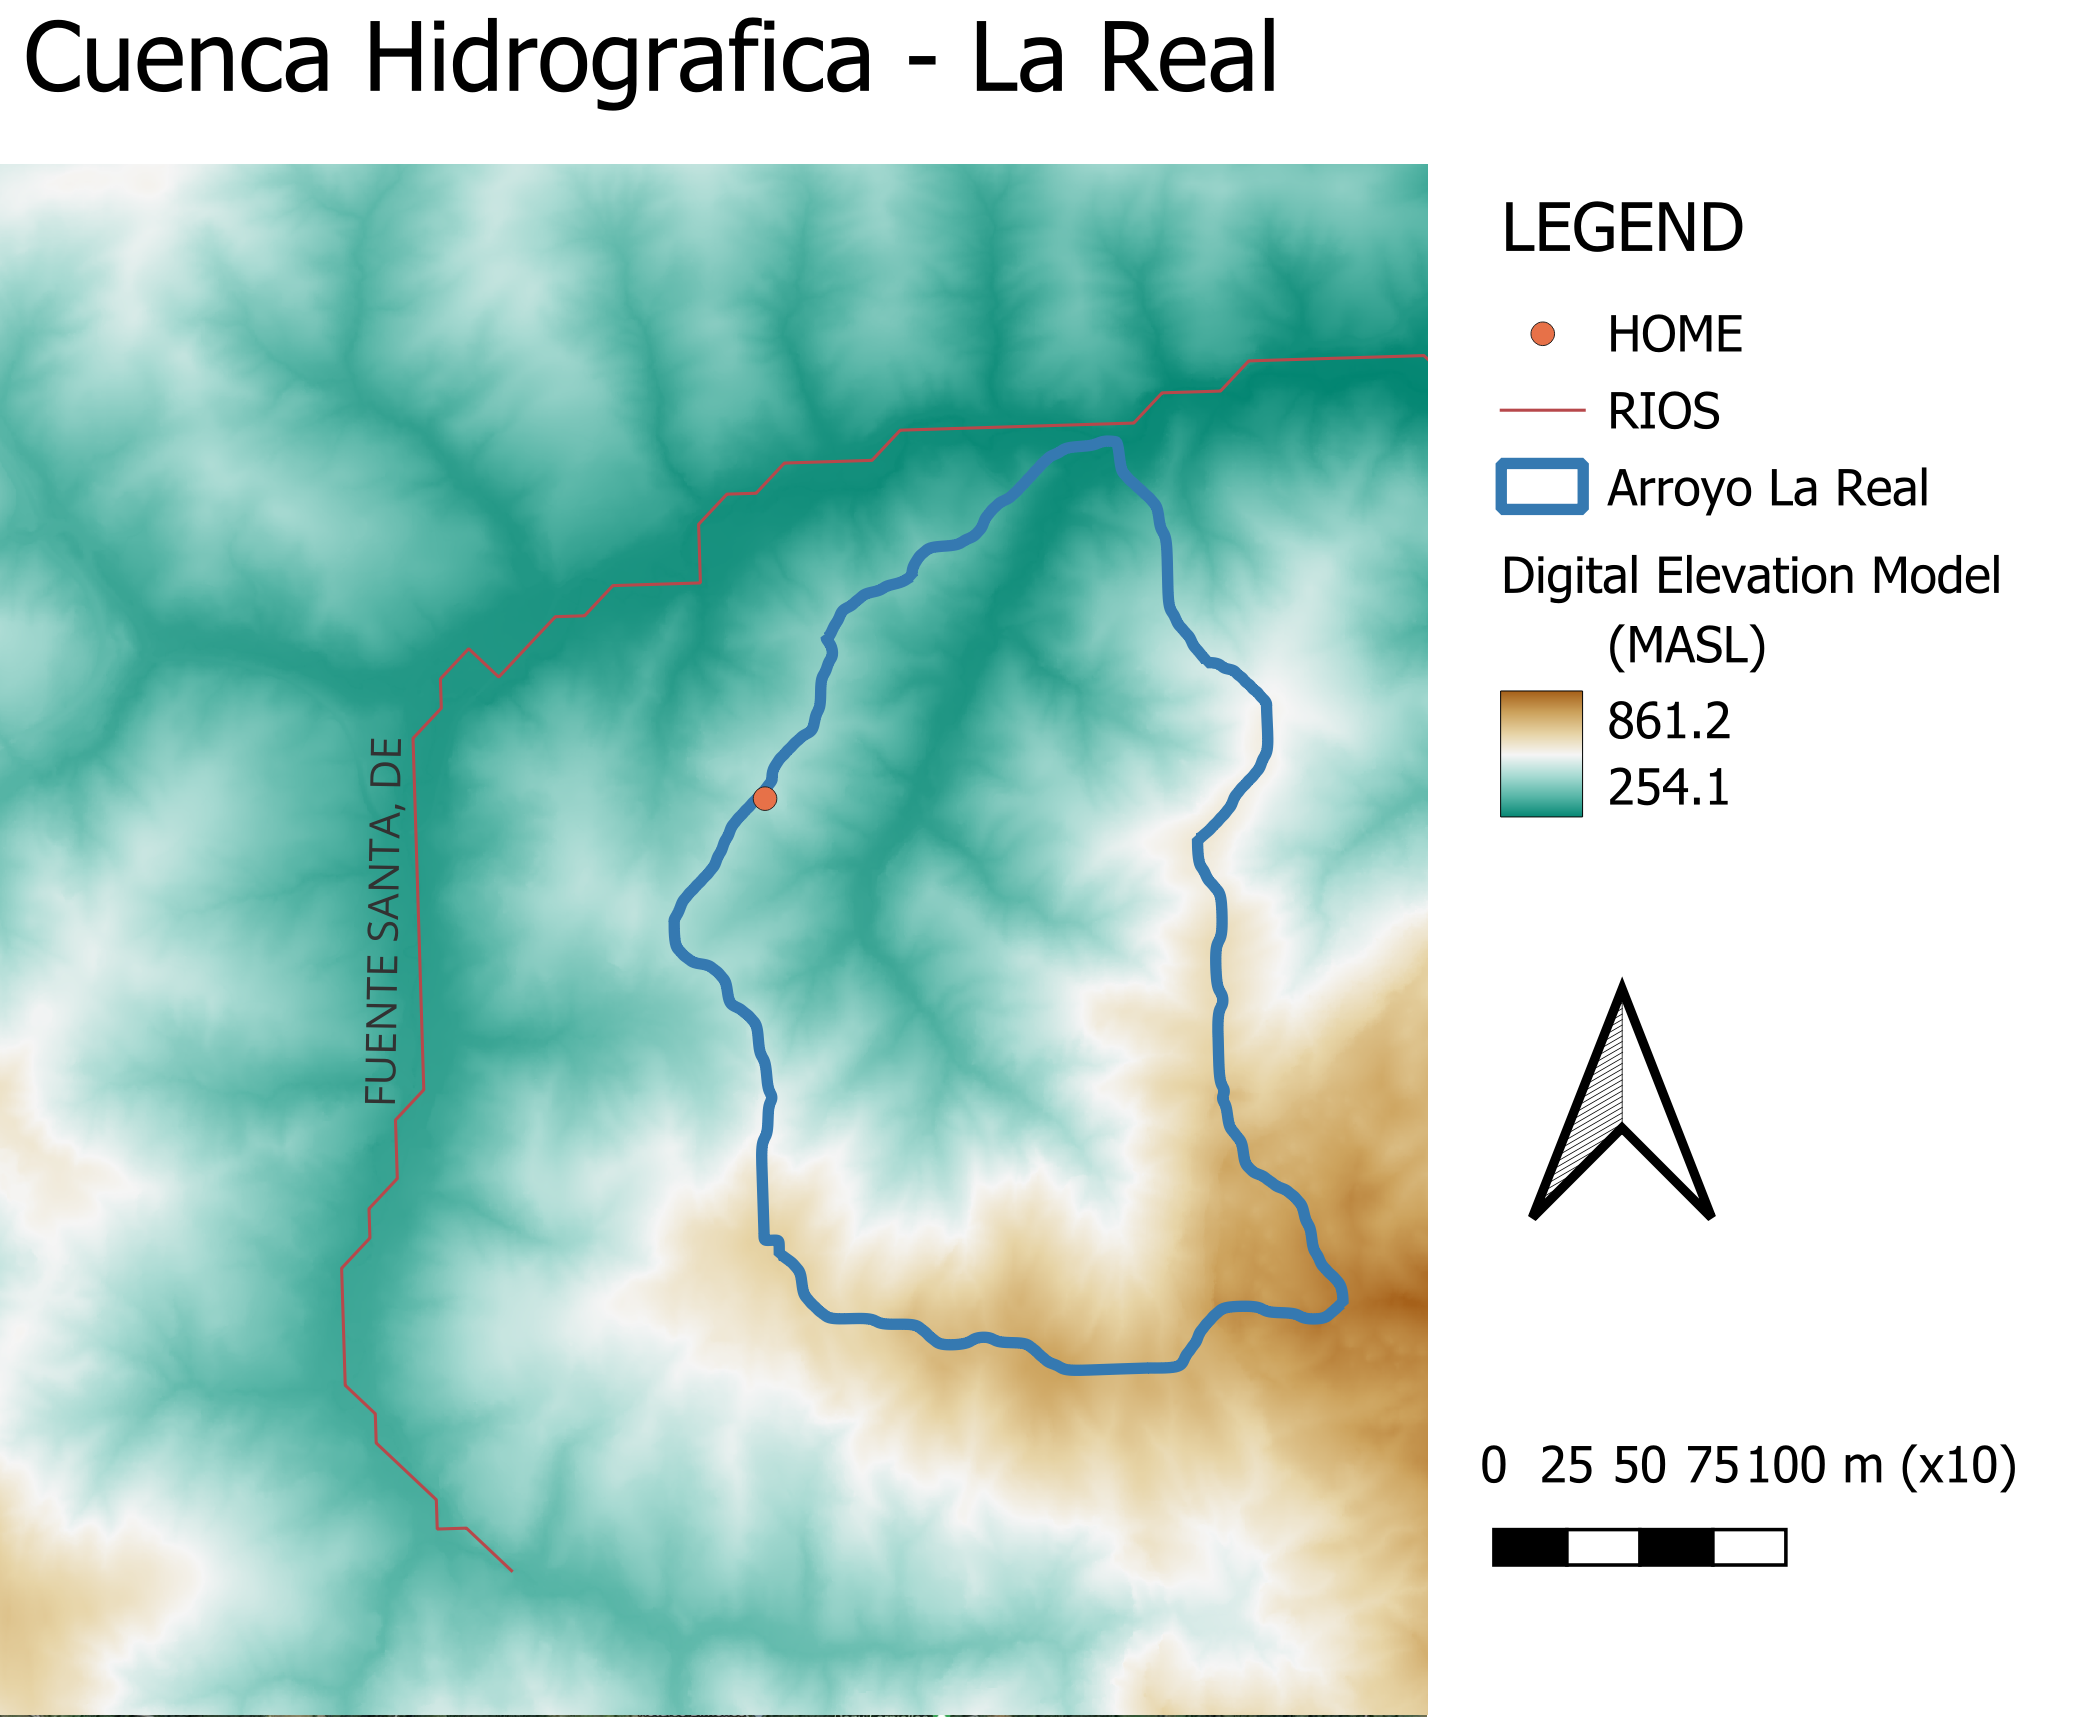 Cuenca Hidrografica - La Real
FUENTE SANTA, DE
LEGEND
HOME
RIOS
Arroyo La Real
Digital Elevation Model
(MASL)
861.2
254.1
0 25 50 75 100 m (x10)